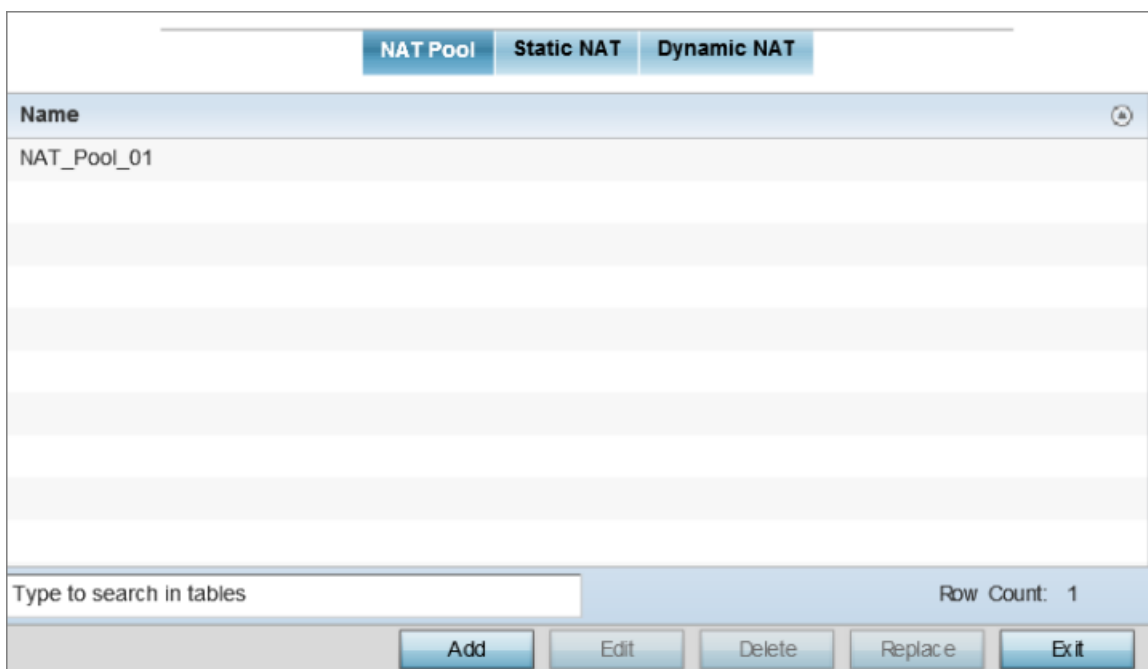 NAT Pool Static NAT Dynamic NAT
Name
NAT_Pool_01
Type to search in tables Row Count: 1
Add Edit Delete Replace Exit